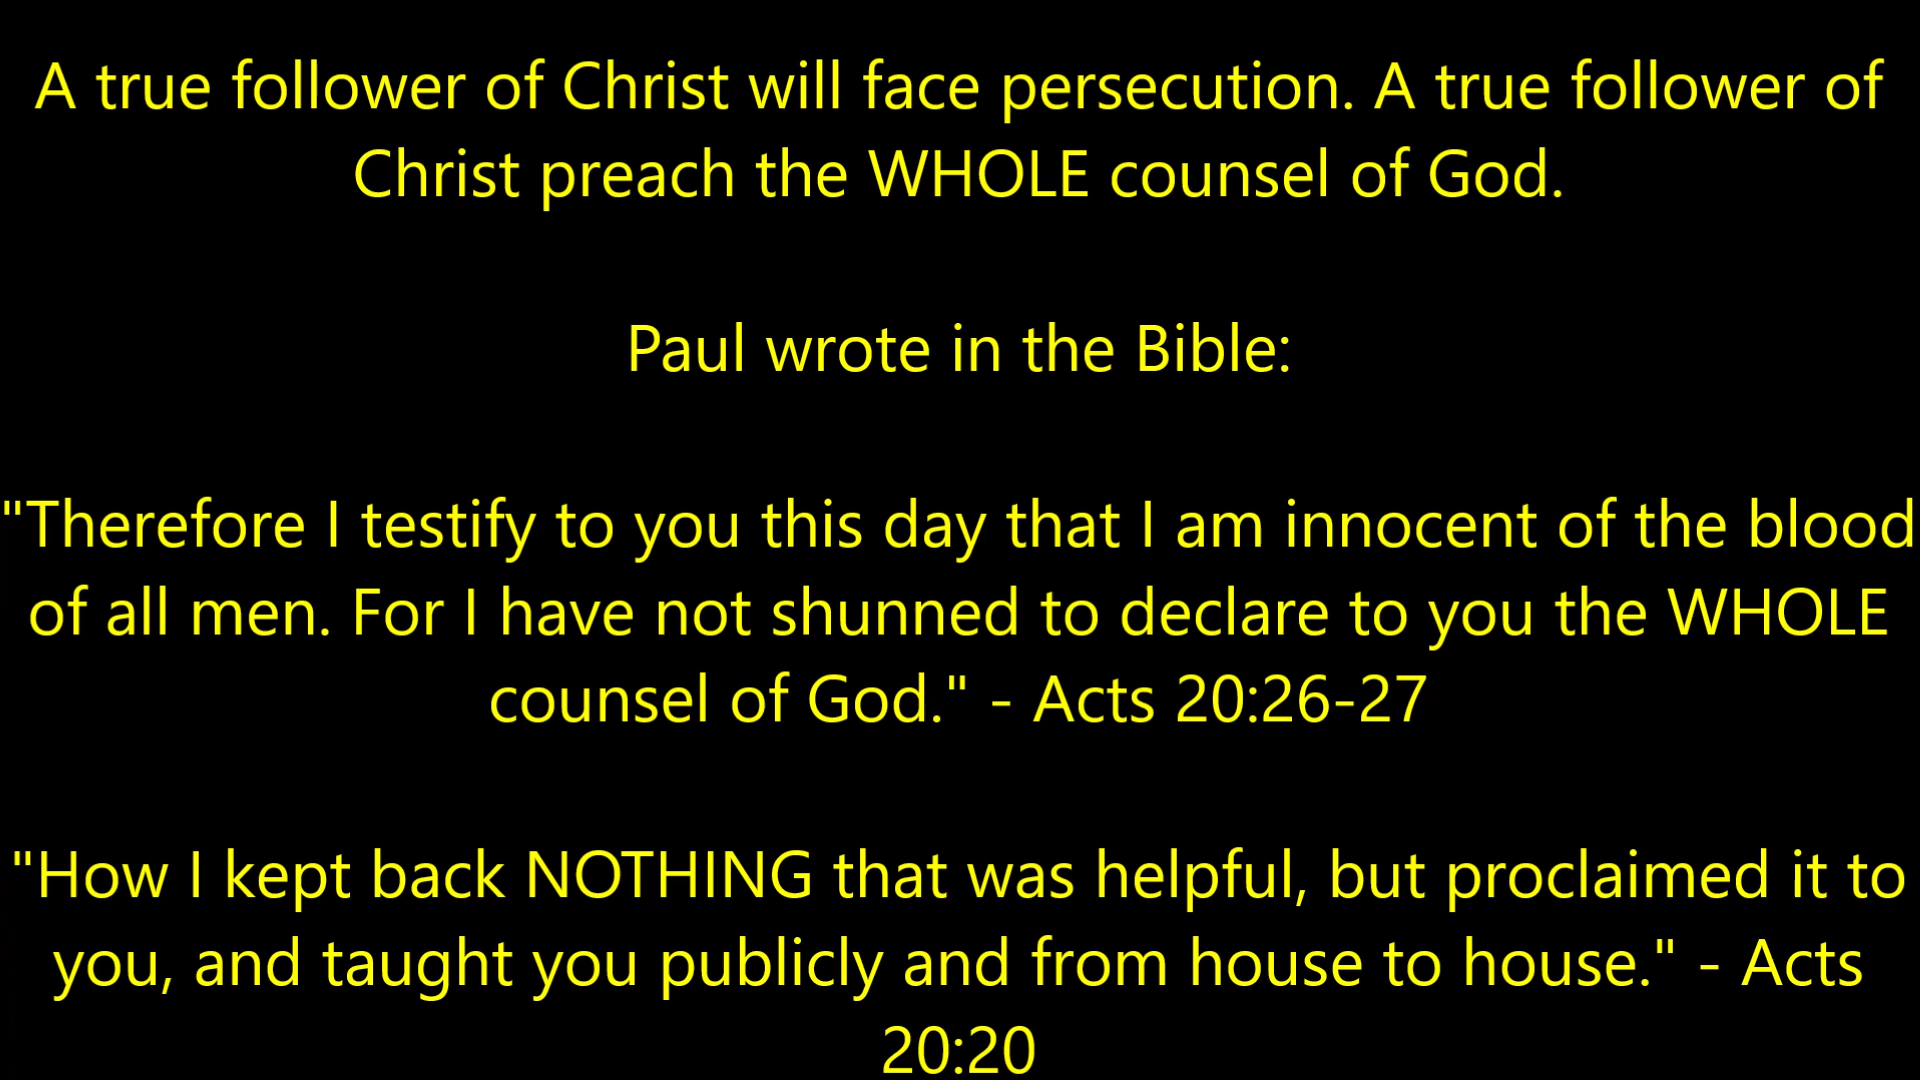 A true follower of Christ will face persecution. A true follower of
Christ preach the WHOLE counsel of God.
Paul wrote in the Bible:
"Therefore I testify to you this day that I am innocent of the blood
of all men. For I have not shunned to declare to you the WHOLE
counsel of God." - Acts 20:26-27
"How I kept back NOTHING that was helpful, but proclaimed it to
you, and taught you publicly and from house to house." - Acts
20:20